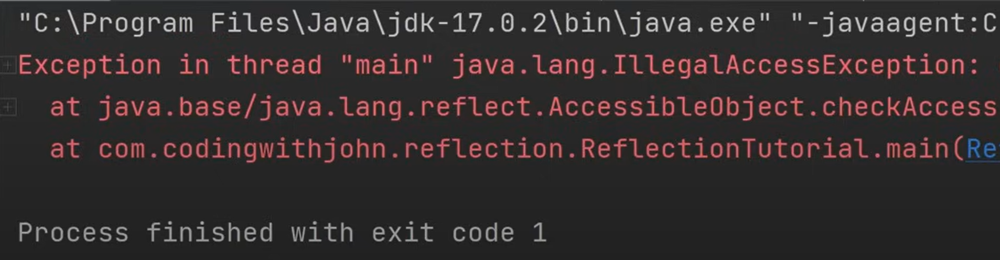 "C:\Program Files\Java\jdk-17.0.2\bin\java.exe" "-javaagent:C
Exception in thread "main" java.lang.IllegalAccessException:
at java.base/java.lang.reflect.AccessibleObject.checkAccess
at com.codingwithjohn.reflection.ReflectionTutorial.main(Re
Process finished with exit code 1